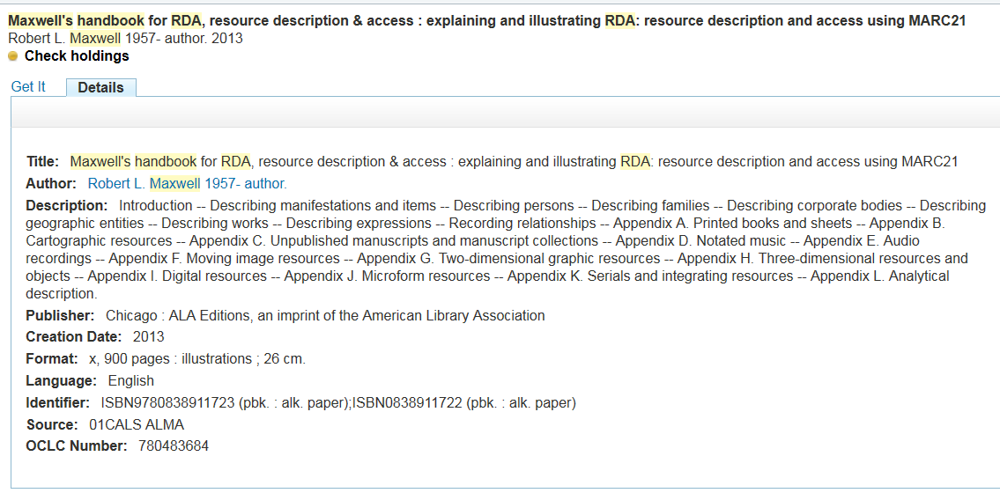 Maxwell's handbook for RDA, resource description & access : explaining and illustrating RDA: resource description and access using MARC21
Robert L. Maxwell 1957- author. 2013
Check holdings
Get It Details
Title: Maxwell's handbook for RDA, resource description & access : explaining and illustrating RDA: resource description and access using MARC21
Author: Robert L. Maxwell 1957- author.
Description: Introduction -- Describing manifestations and items -- Describing persons -- Describing families -- Describing corporate bodies -- Describing
geographic entities -- Describing works -- Describing expressions -- Recording relationships -- Appendix A. Printed books and sheets -- Appendix B.
Cartographic resources -- Appendix C. Unpublished manuscripts and manuscript collections -- Appendix D. Notated music -- Appendix E. Audio
recordings -- Appendix F. Moving image resources -- Appendix G. Two-dimensional graphic resources -- Appendix H. Three-dimensional resources and
objects -- Appendix I. Digital resources -- Appendix J. Microform resources -- Appendix K. Serials and integrating resources -- Appendix L. Analytical
description.
Publisher: Chicago : ALA Editions, an imprint of the American Library Association
Creation Date: 2013
Format: x, 900 pages : illustrations ; 26 cm.
Language: English
Identifier: ISBN9780838911723 (pbk. : alk. paper);ISBN0838911722 (pbk. : alk. paper)
Source: 01CALS ALMA
OCLC Number: 780483684